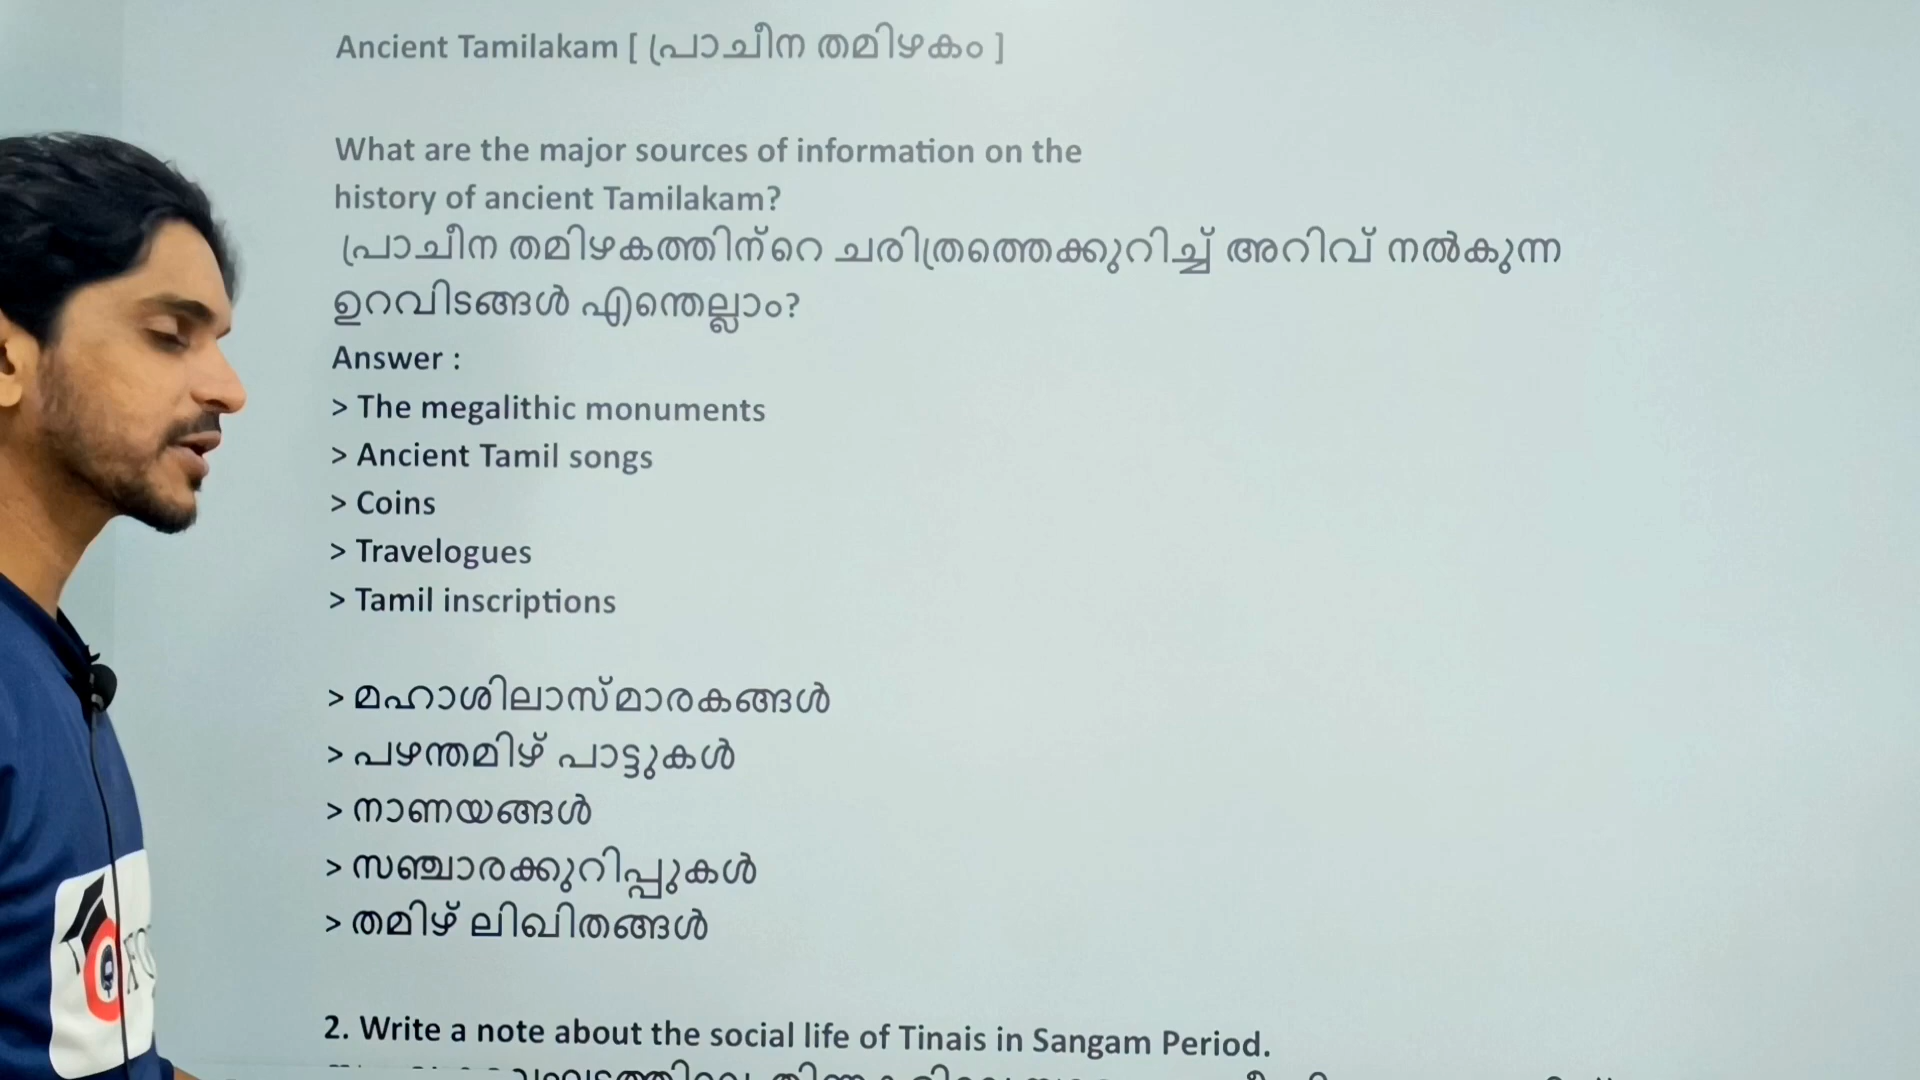 Ancient Tamilakam [ പ്രാചീന തമിഴകം ]
What are the major sources of information on the
history of ancient Tamilakam?
പ്രാചീന തമിഴകത്തിന്റെ ചരിത്രത്തെക്കുറിച്ച് അറിവ് നൽകുന്ന
ഉറവിടങ്ങൾ എന്തെല്ലാം?
Answer :
> The megalithic monuments
> Ancient Tamil songs
> Coins
> Travelogues
> Tamil inscriptions
> മഹാശിലാസ്മാരകങ്ങൾ
> പഴന്തമിഴ് പാട്ടുകൾ
> നാണയങ്ങൾ
> സഞ്ചാരക്കുറിപ്പുകൾ
> തമിഴ് ലിഖിതങ്ങൾ
2. Write a note about the social life of Tinais in Sangam Period.